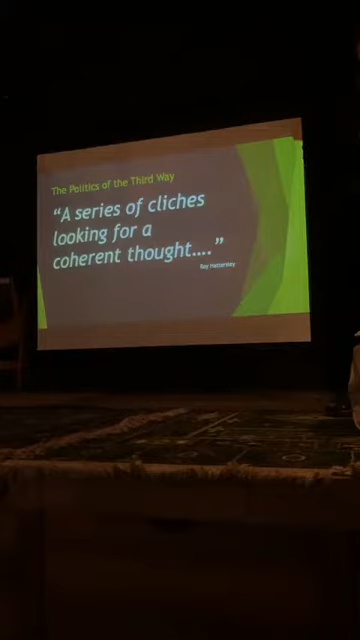 The Politics of the Third Way
“A series of cliches
looking for a
coherent thought….”
Roy Hattersley